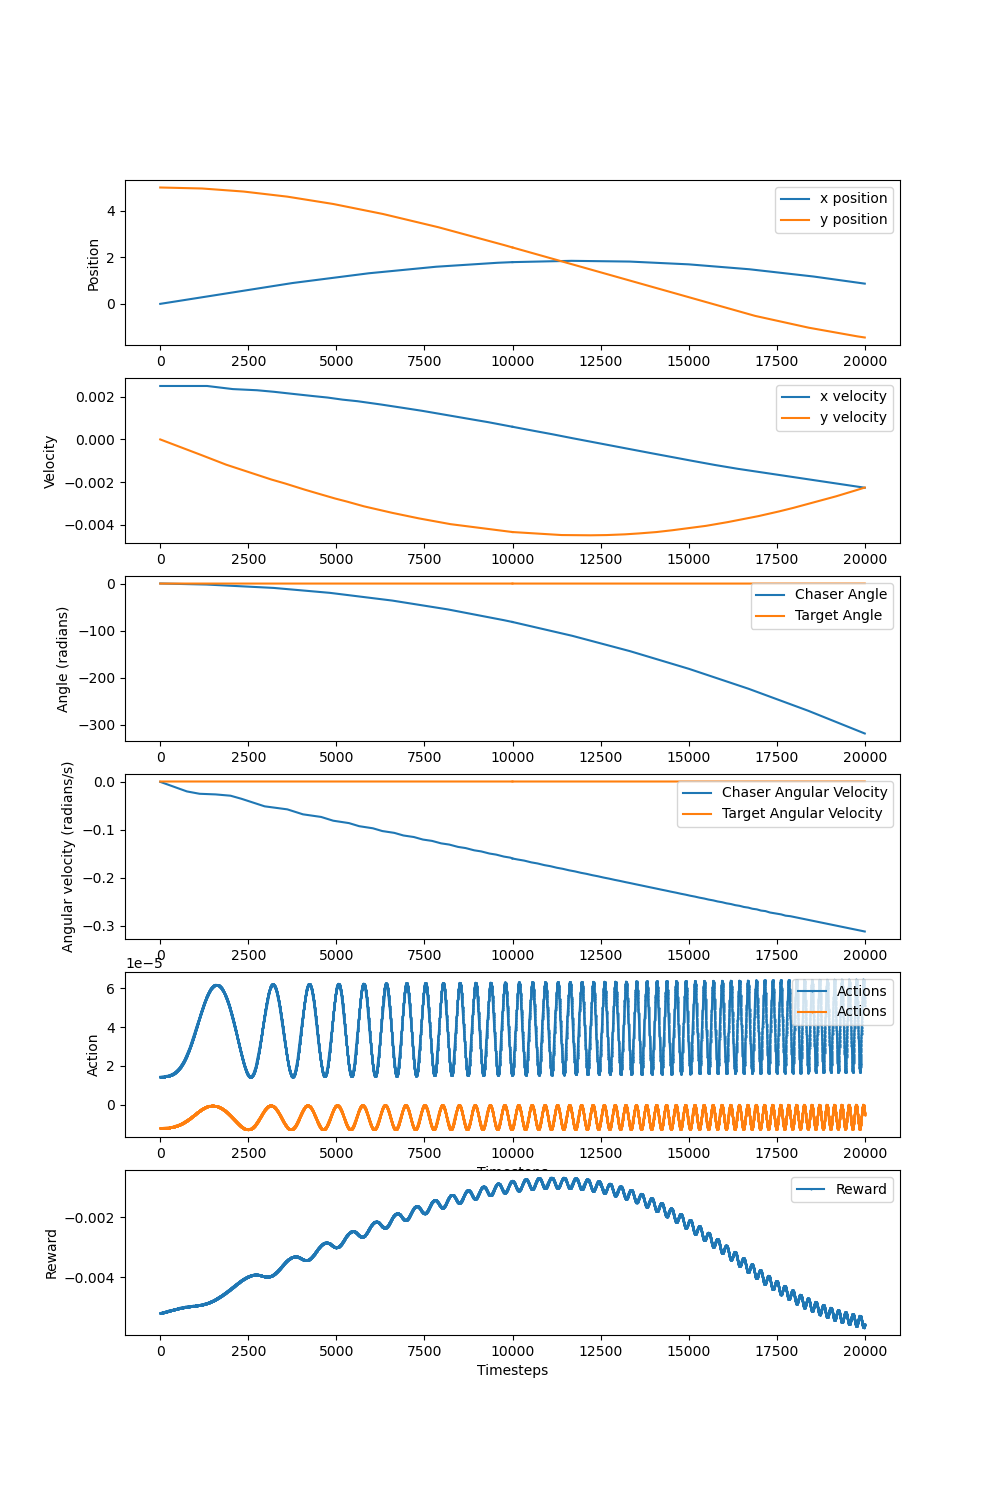 x position
y position
Position
4
2
0
0 2500 5000 7500 10000 12500 15000 17500 20000
x velocity
y velocity
Velocity
0.002
0.000
−0.002
−0.004
0 2500 5000 7500 10000 12500 15000 17500 20000
Chaser Angle
Target Angle
Angle (radians)
0
−100
−200
−300
0 2500 5000 7500 10000 12500 15000 17500 20000
Chaser Angular Velocity
Target Angular Velocity
Angular velocity (radians/s)
0.0
−0.1
−0.2
−0.3
0 2500 5000 7500 10000 12500 15000 17500 20000
1e−5
Actions
Actions
Action
6
4
2
0
0 2500 5000 7500 10000 12500 15000 17500 20000
Timesteps
Reward
Reward
−0.002
−0.004
0 2500 5000 7500 10000 12500 15000 17500 20000
Timesteps